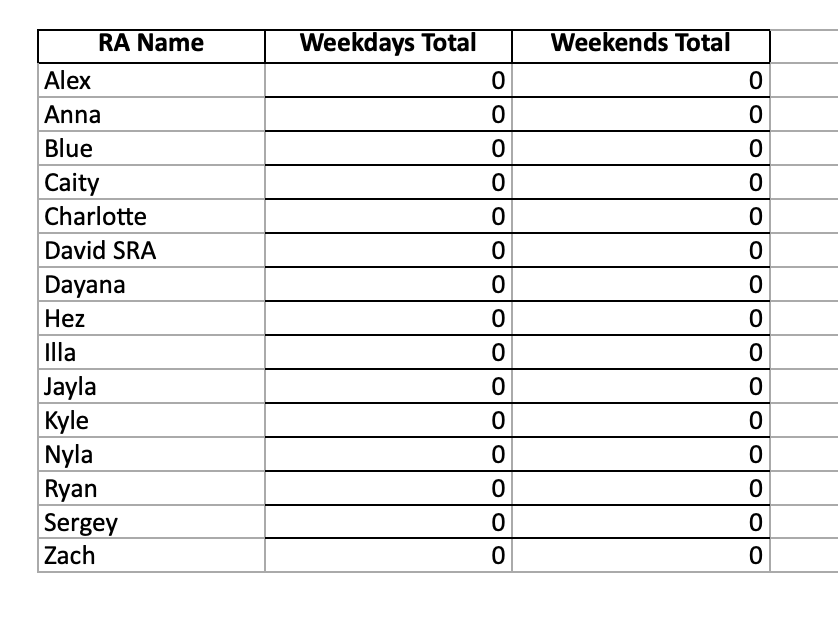 RA Name Weekdays Total Weekends Total
Alex 0 0
Anna 0 0
Blue 0 0
Caity 0 0
Charlotte 0 0
David SRA 0 0
Dayana 0 0
Hez 0 0
Illa 0 0
Jayla 0 0
Kyle 0 0
Nyla 0 0
Ryan 0 0
Sergey 0 0
Zach 0 0